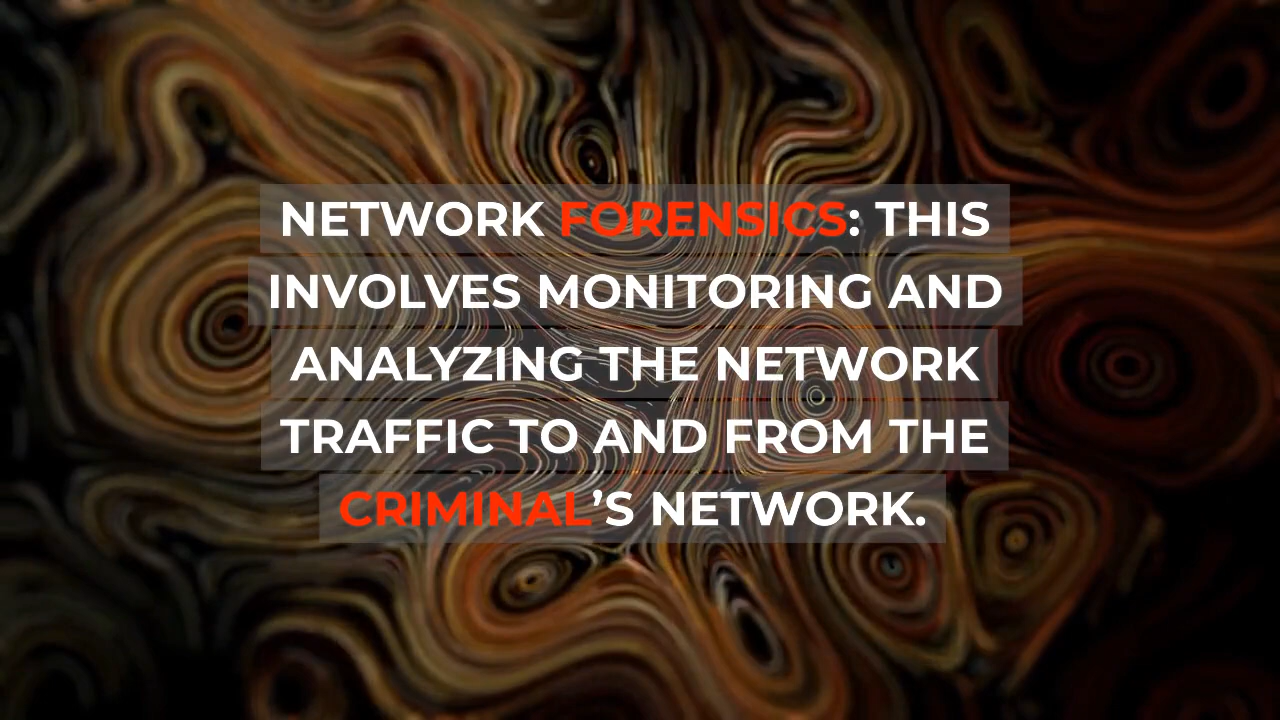 NETWORK FORENSICS: THIS
INVOLVES MONITORING AND
ANALYZING THE NETWORK
TRAFFIC TO AND FROM THE
CRIMINAL’S NETWORK.